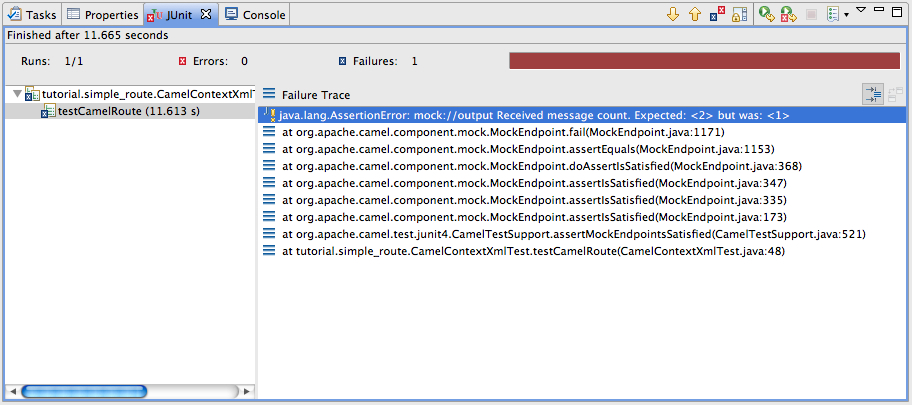 Tasks Properties JUnit Console
Finished after 11.665 seconds
Runs: 1/1 Errors: 0 Failures: 1
tutorial.simple_route.CamelContextXmlT
testCamelRoute (11.613 s)
Failure Trace
java.lang.AssertionError: mock://output Received message count. Expected: <2> but was: <1>
at org.apache.camel.component.mock.MockEndpoint.fail(MockEndpoint.java:1171)
at org.apache.camel.component.mock.MockEndpoint.assertEquals(MockEndpoint.java:1153)
at org.apache.camel.component.mock.MockEndpoint.doAssertIsSatisfied(MockEndpoint.java:368)
at org.apache.camel.component.mock.MockEndpoint.assertIsSatisfied(MockEndpoint.java:347)
at org.apache.camel.component.mock.MockEndpoint.assertIsSatisfied(MockEndpoint.java:335)
at org.apache.camel.component.mock.MockEndpoint.assertIsSatisfied(MockEndpoint.java:173)
at org.apache.camel.test.junit4.CamelTestSupport.assertMockEndpointsSatisfied(CamelTestSupport.java:521)
at tutorial.simple_route.CamelContextXmlTest.testCamelRoute(CamelContextXmlTest.java:48)